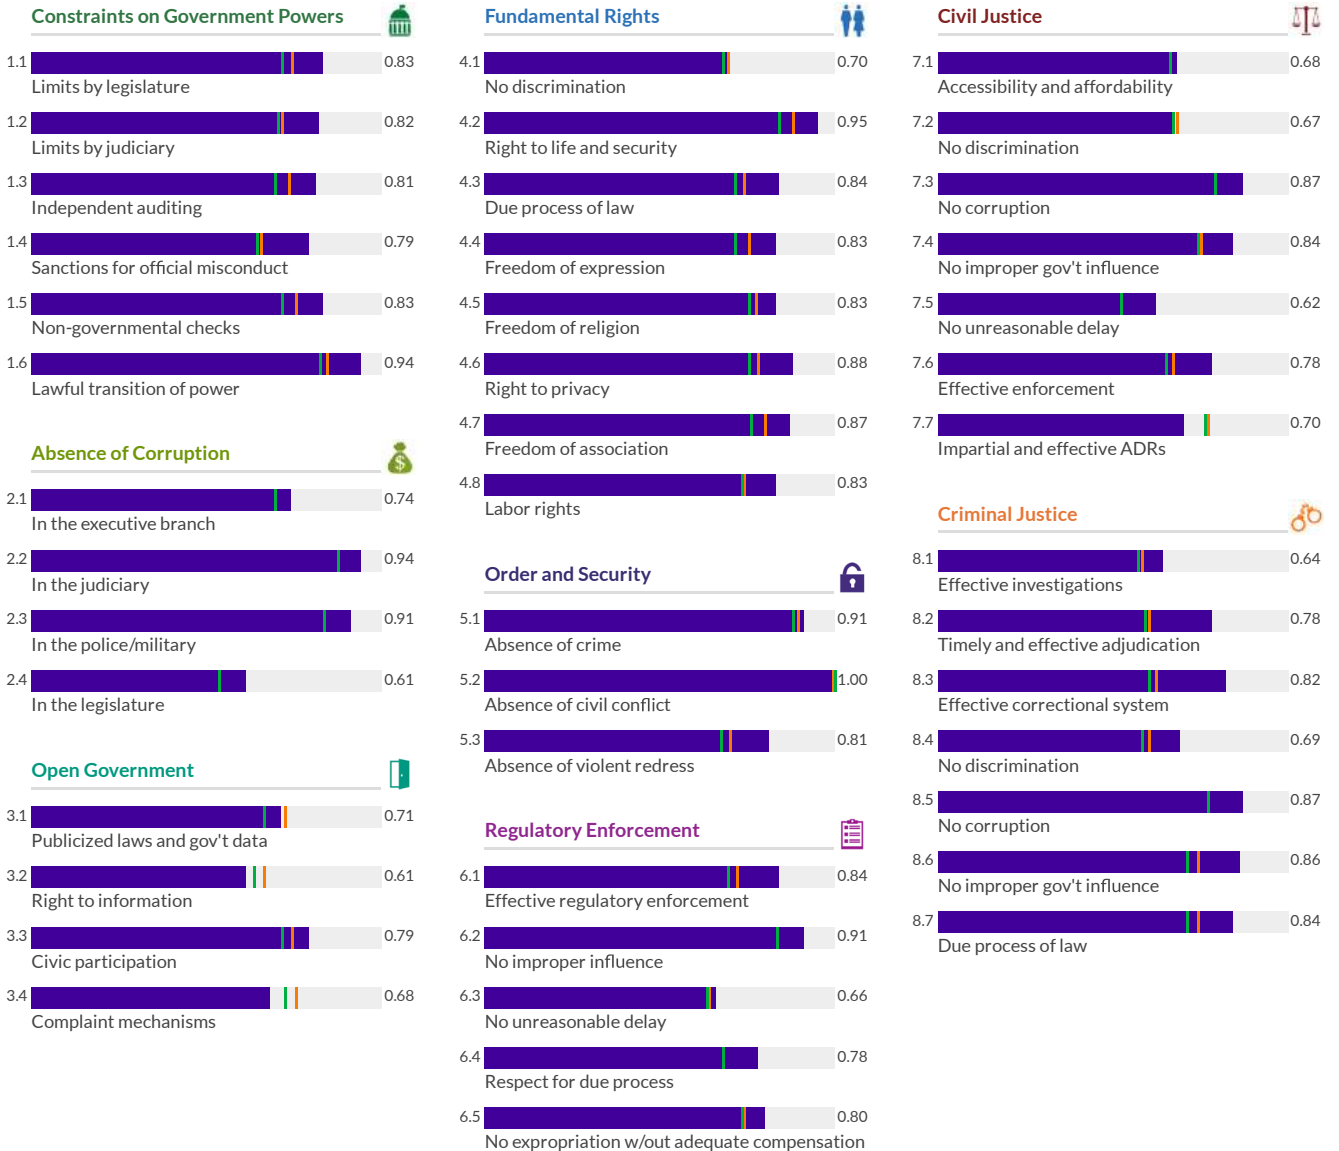 Constraints on Government Powers
1.1 0.83
Limits by legislature
1.2 0.82
Limits by judiciary
1.3 0.81
Independent auditing
1.4 0.79
Sanctions for official misconduct
1.5 0.83
Non-governmental checks
1.6 0.94
Lawful transition of power
Absence of Corruption
2.1 0.74
In the executive branch
2.2 0.94
In the judiciary
2.3 0.91
In the police/military
2.4 0.61
In the legislature
Open Government
3.1 0.71
Publicized laws and gov't data
3.2 0.61
Right to information
3.3 0.79
Civic participation
3.4 0.68
Complaint mechanisms
Fundamental Rights
4.1 0.70
No discrimination
4.2 0.95
Right to life and security
4.3 0.84
Due process of law
4.4 0.83
Freedom of expression
4.5 0.83
Freedom of religion
4.6 0.88
Right to privacy
4.7 0.87
Freedom of association
4.8 0.83
Labor rights
Order and Security
5.1 0.91
Absence of crime
5.2 1.00
Absence of civil conflict
5.3 0.81
Absence of violent redress
Regulatory Enforcement
6.1 0.84
Effective regulatory enforcement
6.2 0.91
No improper influence
6.3 0.66
No unreasonable delay
6.4 0.78
Respect for due process
6.5 0.80
No expropriation w/out adequate compensation
Civil Justice
7.1 0.68
Accessibility and affordability
7.2 0.67
No discrimination
7.3 0.87
No corruption
7.4 0.84
No improper gov't influence
7.5 0.62
No unreasonable delay
7.6 0.78
Effective enforcement
7.7 0.70
Impartial and effective ADRs
Criminal Justice
8.1 0.64
Effective investigations
8.2 0.78
Timely and effective adjudication
8.3 0.82
Effective correctional system
8.4 0.69
No discrimination
8.5 0.87
No corruption
8.6 0.86
No improper gov't influence
8.7 0.84
Due process of law